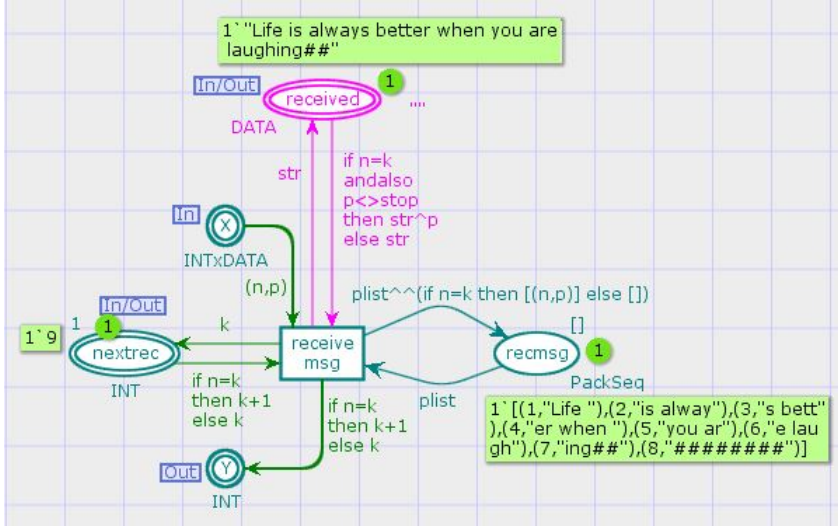 1`"Life is always better when you are
laughing##"
In/Out
1
received
""
DATA
str
if n=k
andalso
p<>stop
then str^p
else str
In
X
INTxDATA
(n,p)
plist^^(if n=k then [(n,p)] else [])
In/Out
1
1
k
1`9
nextrec
receive
msg
[]
recmsg
1
INT
if n=k
then k+1
else k
if n=k
then k+1
else k
plist
PackSeq
1`[(1,"Life "),(2,"is alway"),(3,"s bett"
),(4,"er when "),(5,"you ar"),(6,"e lau
gh"),(7,"ing##"),(8,"########")]
Out
Y
INT